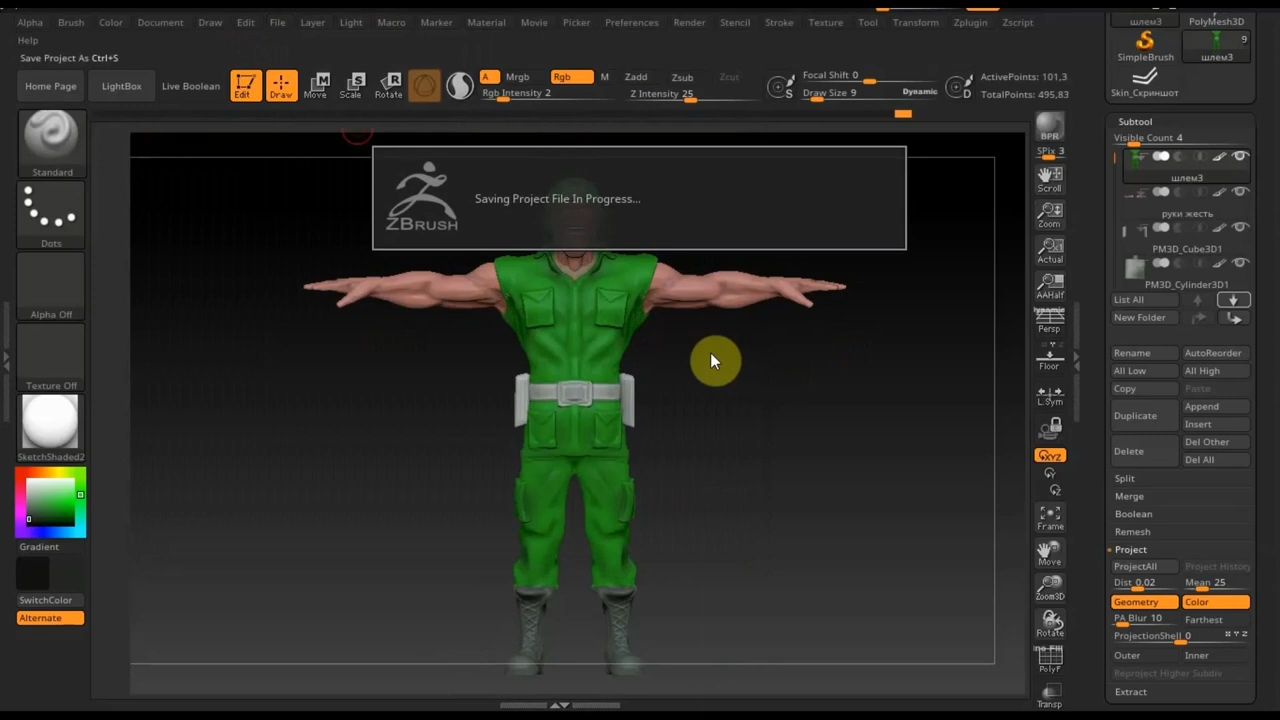 Alpha Brush Color Document Draw Edit File Layer Light Macro Marker Material Movie Picker Preferences Render Stencil Stroke Texture Tool Transform Zplugin Zscript
Help
Save Project As Ctrl+S
Home Page
LightBox
Live Boolean
Edit
Draw
Move
Scale
Rotate
A Mrgb Rgb M
Rgb Intensity 2
Zadd Zsub Zcut
Z Intensity 25
S
Focal Shift 0
Draw Size 9 Dynamic
D
ActivePoints: 101,3
TotalPoints: 495,83
шлем3 PolyMesh3D
9
SimpleBrush шлем3
Skin_Скриншот
Standard
Dots
Alpha Off
Texture Off
SketchShaded2
Gradient
SwitchColor
Alternate
ZBRUSH
Saving Project File In Progress...
BPR
SPix 3
Scroll
Zoom
Actual
AAHalf
Dynamic
Persp
Floor
L.Sym
XYZ
Y
Z
Frame
Move
Zoom3D
Rotate
Line Fill
PolyF
Transp
Subtool
Visible Count 4
шлем3
руки жесть
PM3D_Cube3D1
PM3D_Cylinder3D1
List All
New Folder
Rename AutoReorder
All Low All High
Copy Paste
Duplicate Append
Insert
Delete Del Other
Del All
Split
Merge
Boolean
Remesh
Project
ProjectAll Project History
Dist 0.02 Mean 25
Geometry Color
PA Blur 10 Farthest
ProjectionShell 0 X Y Z
Outer Inner
Reproject Higher Subdiv
Extract